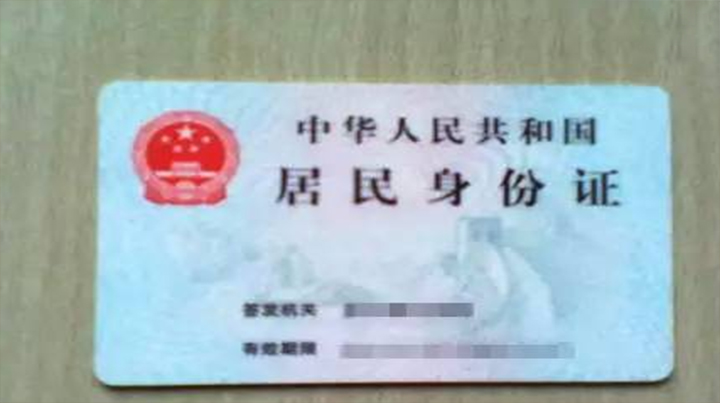 中华人民共和国
居民身份证
签发机关
有效期限